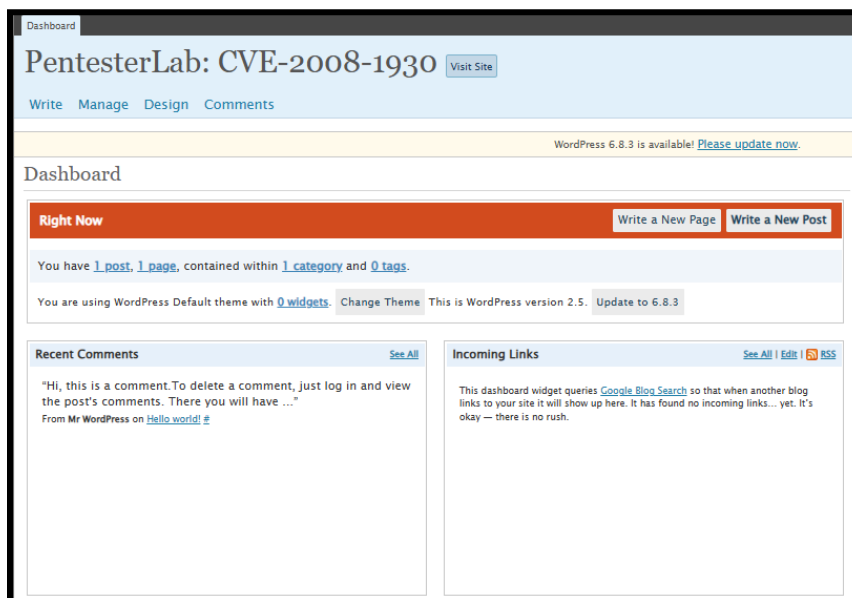 Dashboard
PentesterLab: CVE-2008-1930 Visit Site
Write Manage Design Comments
WordPress 6.8.3 is available! Please update now.
Dashboard
Right Now Write a New Page Write a New Post
You have 1 post, 1 page, contained within 1 category and 0 tags.
You are using WordPress Default theme with 0 widgets. Change Theme This is WordPress version 2.5. Update to 6.8.3
Recent Comments See All
"Hi, this is a comment.To delete a comment, just log in and view
the post's comments. There you will have ..."
From Mr WordPress on Hello world! #
Incoming Links See All | Edit | RSS
This dashboard widget queries Google Blog Search so that when another blog
links to your site it will show up here. It has found no incoming links... yet. It's
okay — there is no rush.